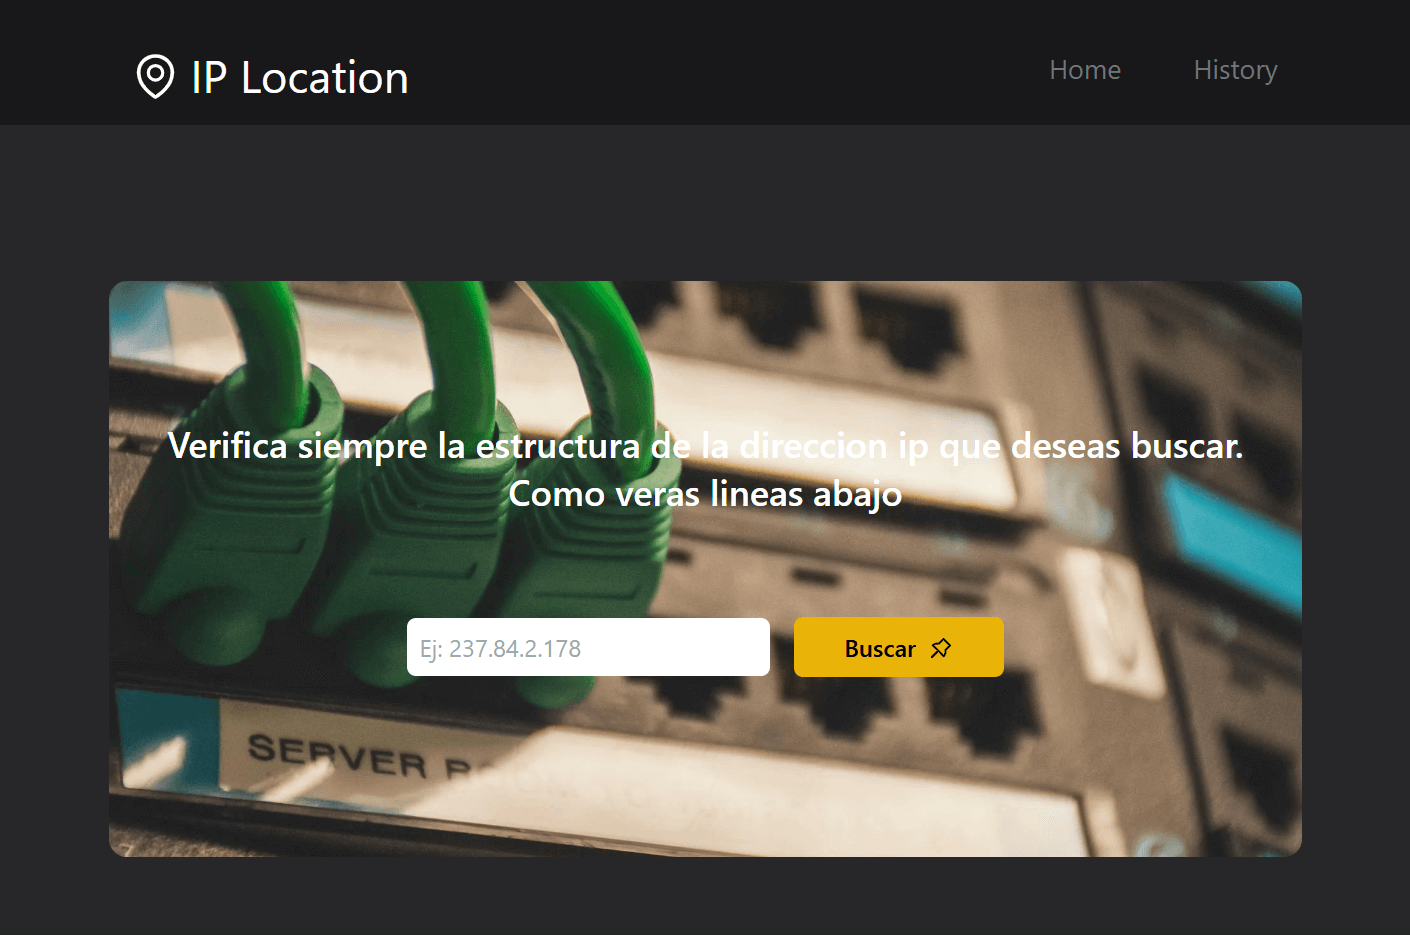 IP Location
Home
History
Verifica siempre la estructura de la direccion ip que deseas buscar.
Como veras lineas abajo
Ej: 237.84.2.178
Buscar
SERVER